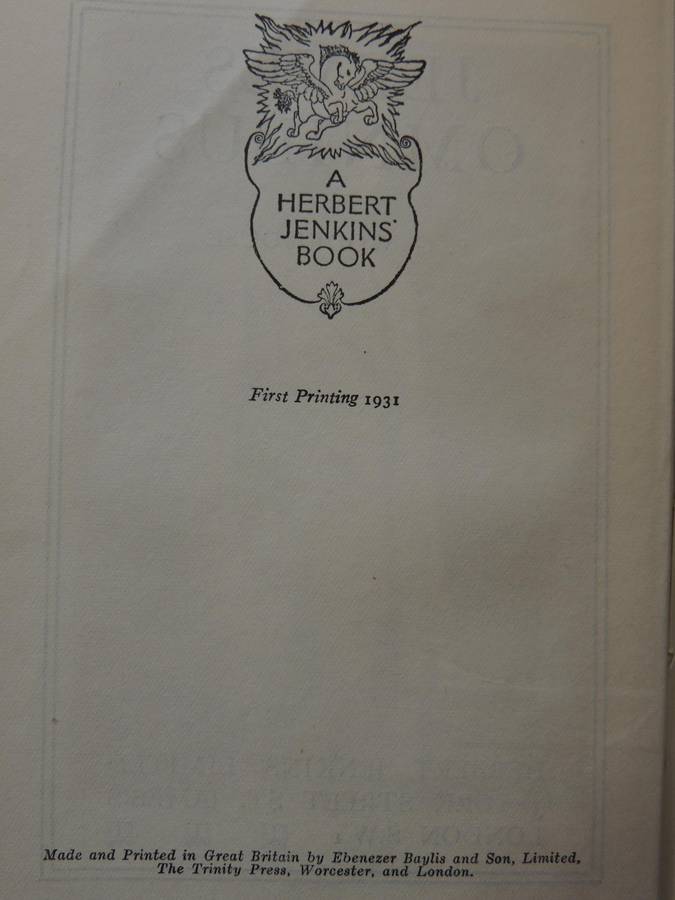 A
HERBERT
JENKINS'
BOOK
First Printing 1931
Made and Printed in Great Britain by Ebenezer Baylis and Son, Limited,
The Trinity Press, Worcester, and London.